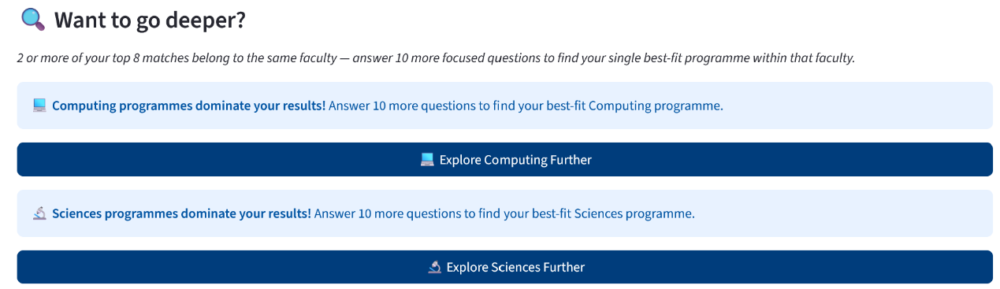 Want to go deeper?
2 or more of your top 8 matches belong to the same faculty — answer 10 more focused questions to find your single best-fit programme within that faculty.
Computing programmes dominate your results! Answer 10 more questions to find your best-fit Computing programme.
Explore Computing Further
Sciences programmes dominate your results! Answer 10 more questions to find your best-fit Sciences programme.
Explore Sciences Further